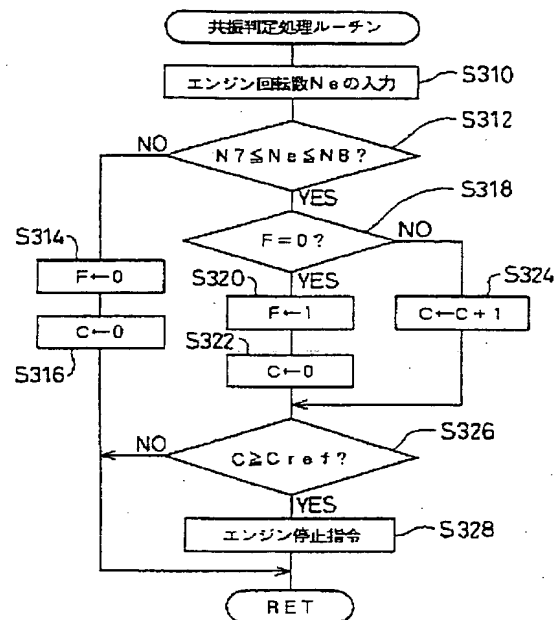 共振判定処理ルーチン
エンジン回転数Neの入力
S310
S312
N7≦Ne≦N8?
NO
YES
S318
F=0?
NO
S314
F←0
S320
YES
S324
F←1
C←C+1
C←0
S322
C←0
S316
S326
NO
C≧Cref?
YES
エンジン停止指令
S328
RET